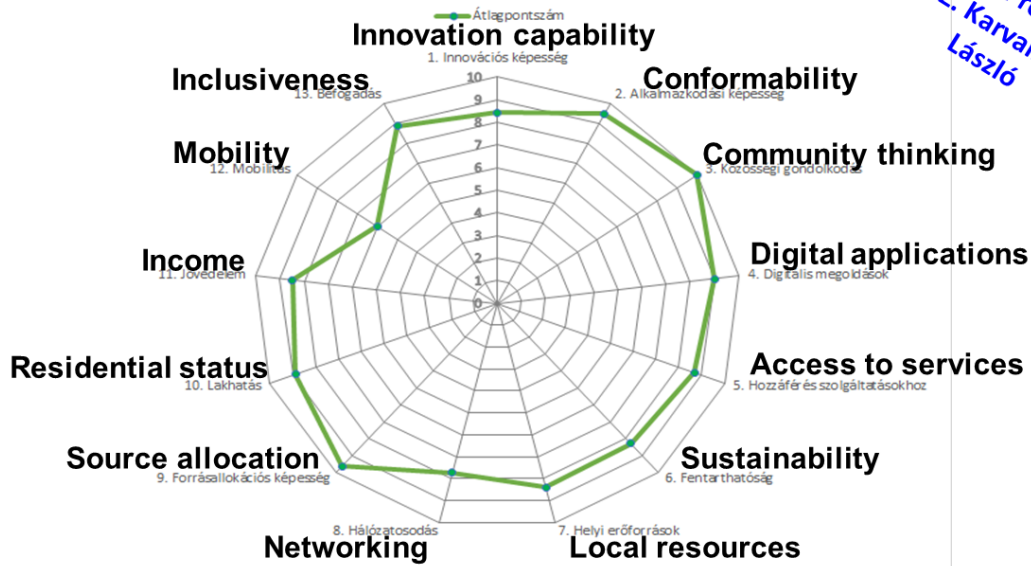 Átlagpontszám
Innovation capability
1. Innovációs képesség
2. Karvar
László
Inclusiveness
13. Befogadás
Conformability
2. Alkalmazkodási képesség
Mobility
12. Mobilitás
Community thinking
3. Közösségi gondolkodás
Income
11. Jövedelem
Digital applications
4. Digitális megoldások
Residential status
10. Lakhatás
Access to services
5. Hozzáférés szolgáltatásokhoz
Source allocation
9. Forrásallokációs képesség
Sustainability
6. Fentarthatóság
8. Hálózatosodás
Networking
7. Helyi erőforrások
Local resources
10
9
8
7
6
5
4
3
2
1
0